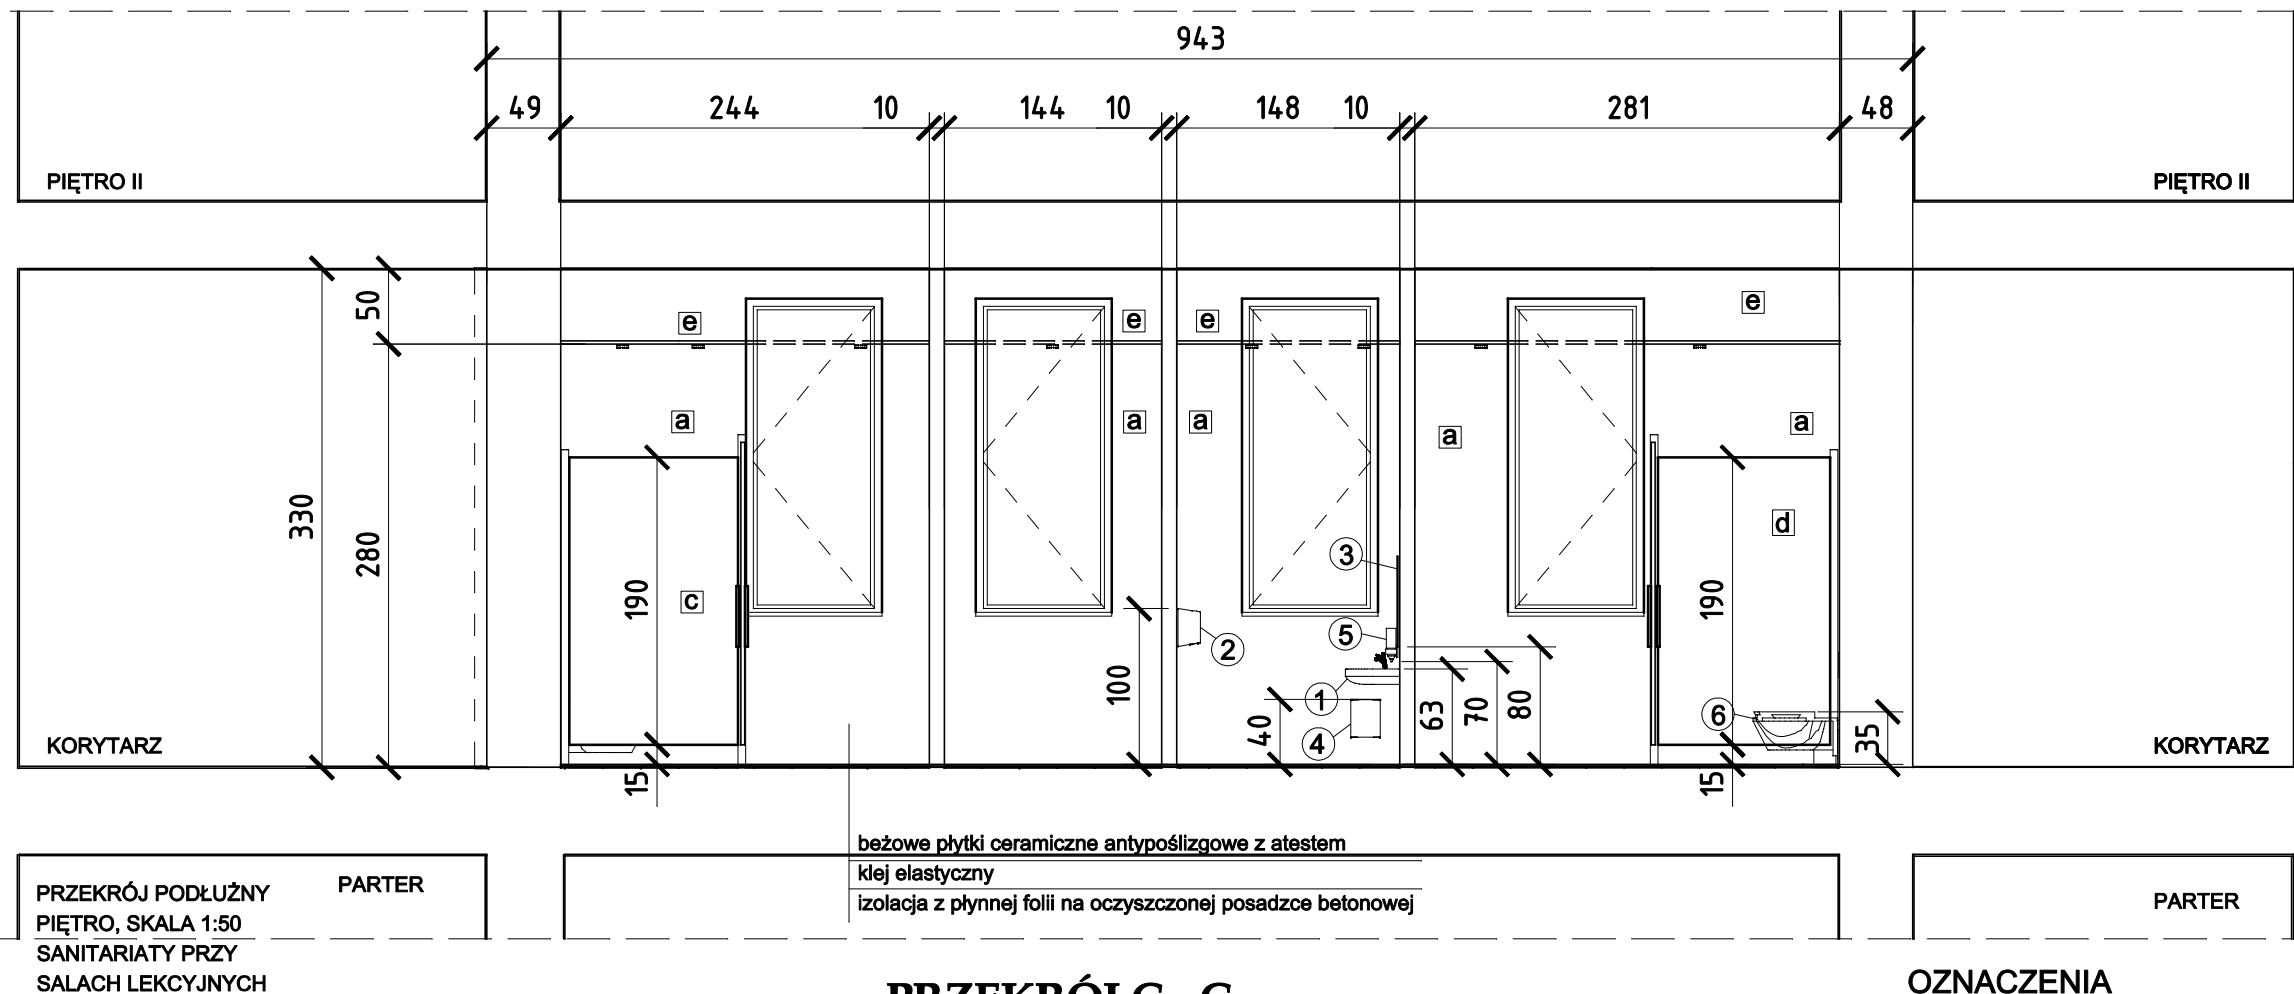 943
49 244 10 144 10 148 10 281 48
PIĘTRO II PIĘTRO II
50 e e e e
a a a a a
330 280 190 c 100 2 3 5 1 4 40 63 70 80 190 d 6 35
KORYTARZ KORYTARZ
15 15
beżowe płytki ceramiczne antypoślizgowe z atestem
klej elastyczny
izolacja z płynnej folii na oczyszczonej posadzce betonowej
PARTER PARTER
PRZEKRÓJ PODŁUŻNY
PIĘTRO, SKALA 1:50
SANITARIATY PRZY
SALACH LEKCYJNYCH
OZNACZENIA